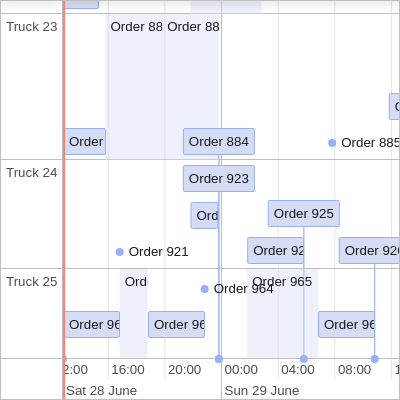 Truck 23
Order 88
Order 88
Order
Order 884
Order 885
Truck 24
Order 923
Ord
Order 925
Order 921
Order 92
Order 92
Truck 25
Ord
Order 964
Order 965
Order 96
Order 96
Order 96
2:00
16:00
20:00
00:00
04:00
08:00
Sat 28 June
Sun 29 June